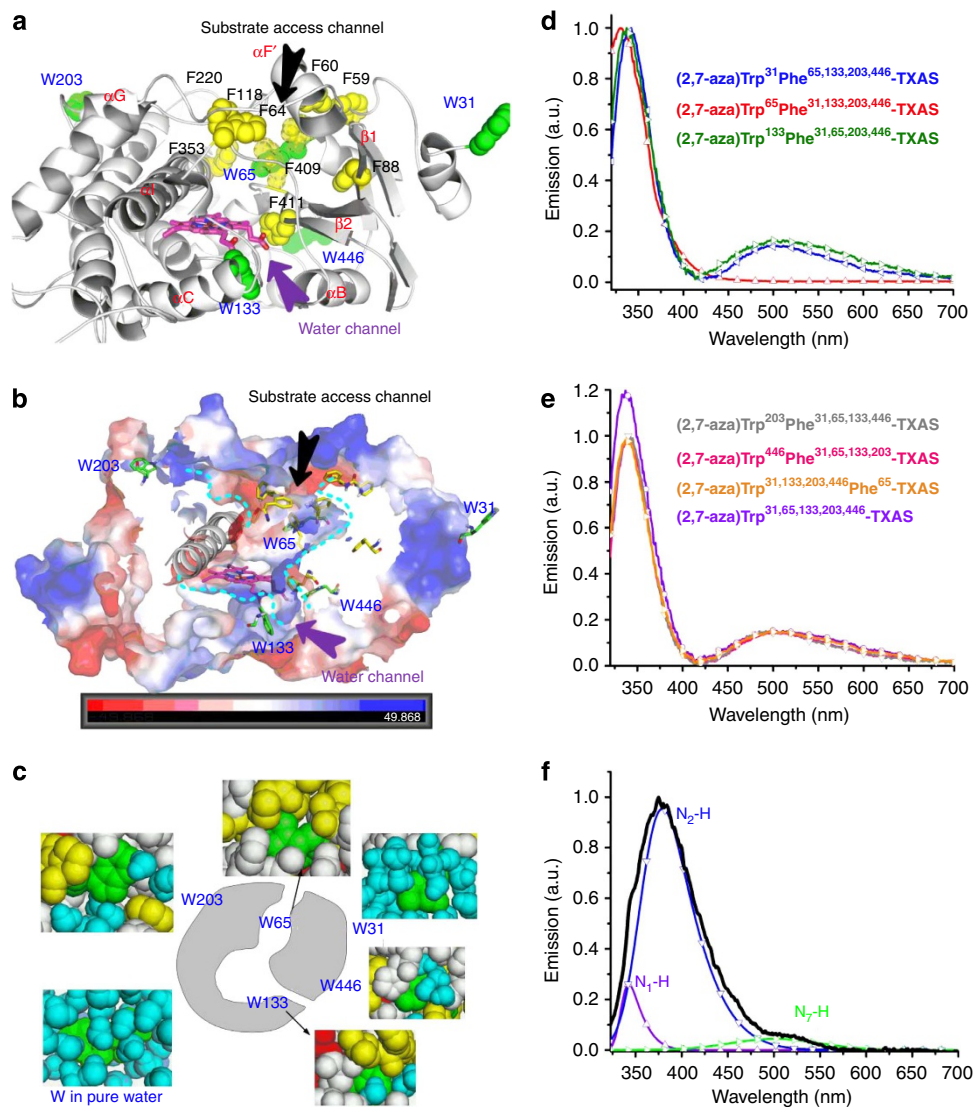 a
Substrate access channel
αF′
F60
F59
F220
W203
αG
F118
F64
W31
β1
F353
F409
F88
W65
αI
F411
β2
W446
αC
W133
αB
Water channel
b
Substrate access channel
W203
W31
W65
W446
W133
Water channel
49.868
c
W203
W65
W31
W446
W133
W in pure water
d
(2,7-aza)Trp31Phe65,133,203,446-TXAS
(2,7-aza)Trp65Phe31,133,203,446-TXAS
(2,7-aza)Trp133Phe31,65,203,446-TXAS
Emission (a.u.)
1.0
0.8
0.6
0.4
0.2
0.0
350 400 450 500 550 600 650 700
Wavelength (nm)
e
(2,7-aza)Trp203Phe31,65,133,446-TXAS
(2,7-aza)Trp446Phe31,65,133,203-TXAS
(2,7-aza)Trp31,133,203,446Phe65-TXAS
(2,7-aza)Trp31,65,133,203,446-TXAS
Emission (a.u.)
1.2
1.0
0.8
0.6
0.4
0.2
0.0
350 400 450 500 550 600 650 700
Wavelength (nm)
f
N2-H
N1-H
N7-H
Emission (a.u.)
1.0
0.8
0.6
0.4
0.2
0.0
350 400 450 500 550 600 650 700
Wavelength (nm)